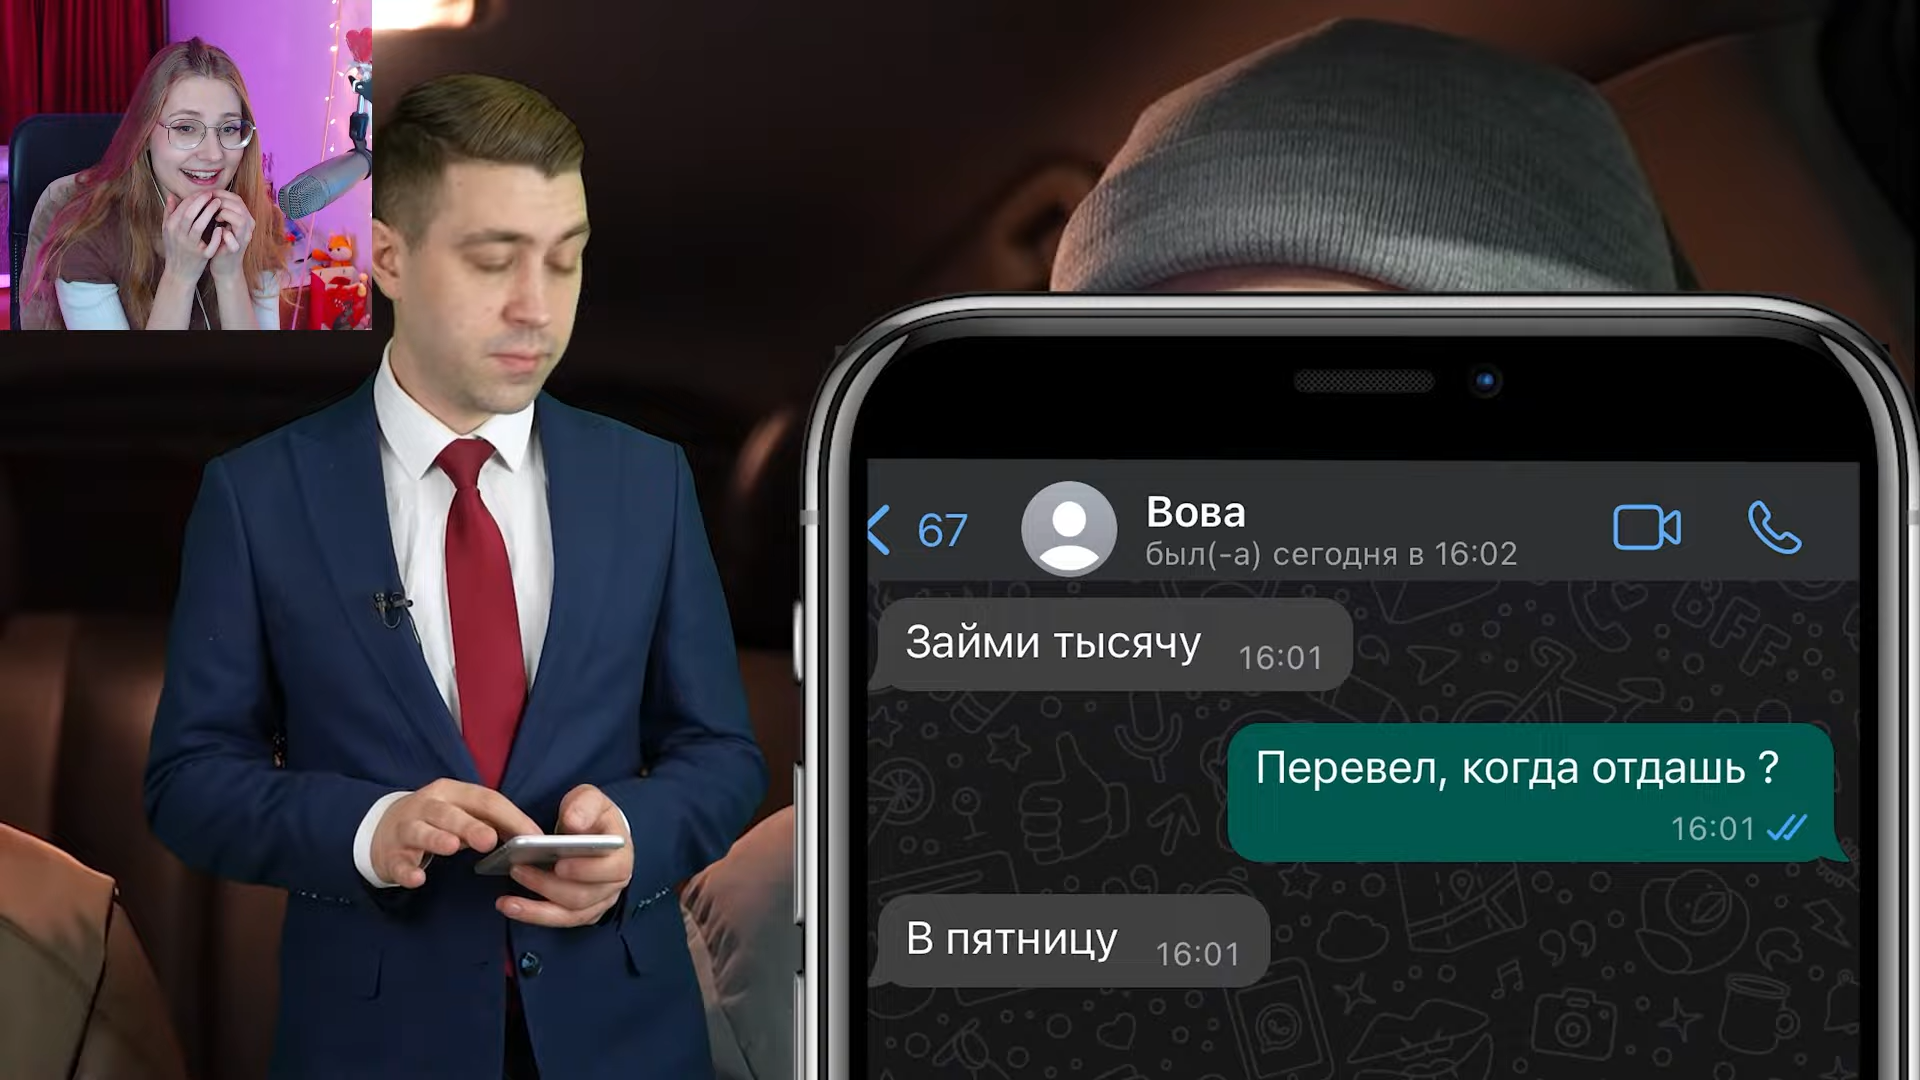 67
Вова
был(-а) сегодня в 16:02
Займи тысячу 16:01
Перевел, когда отдашь ?
16:01
В пятницу 16:01